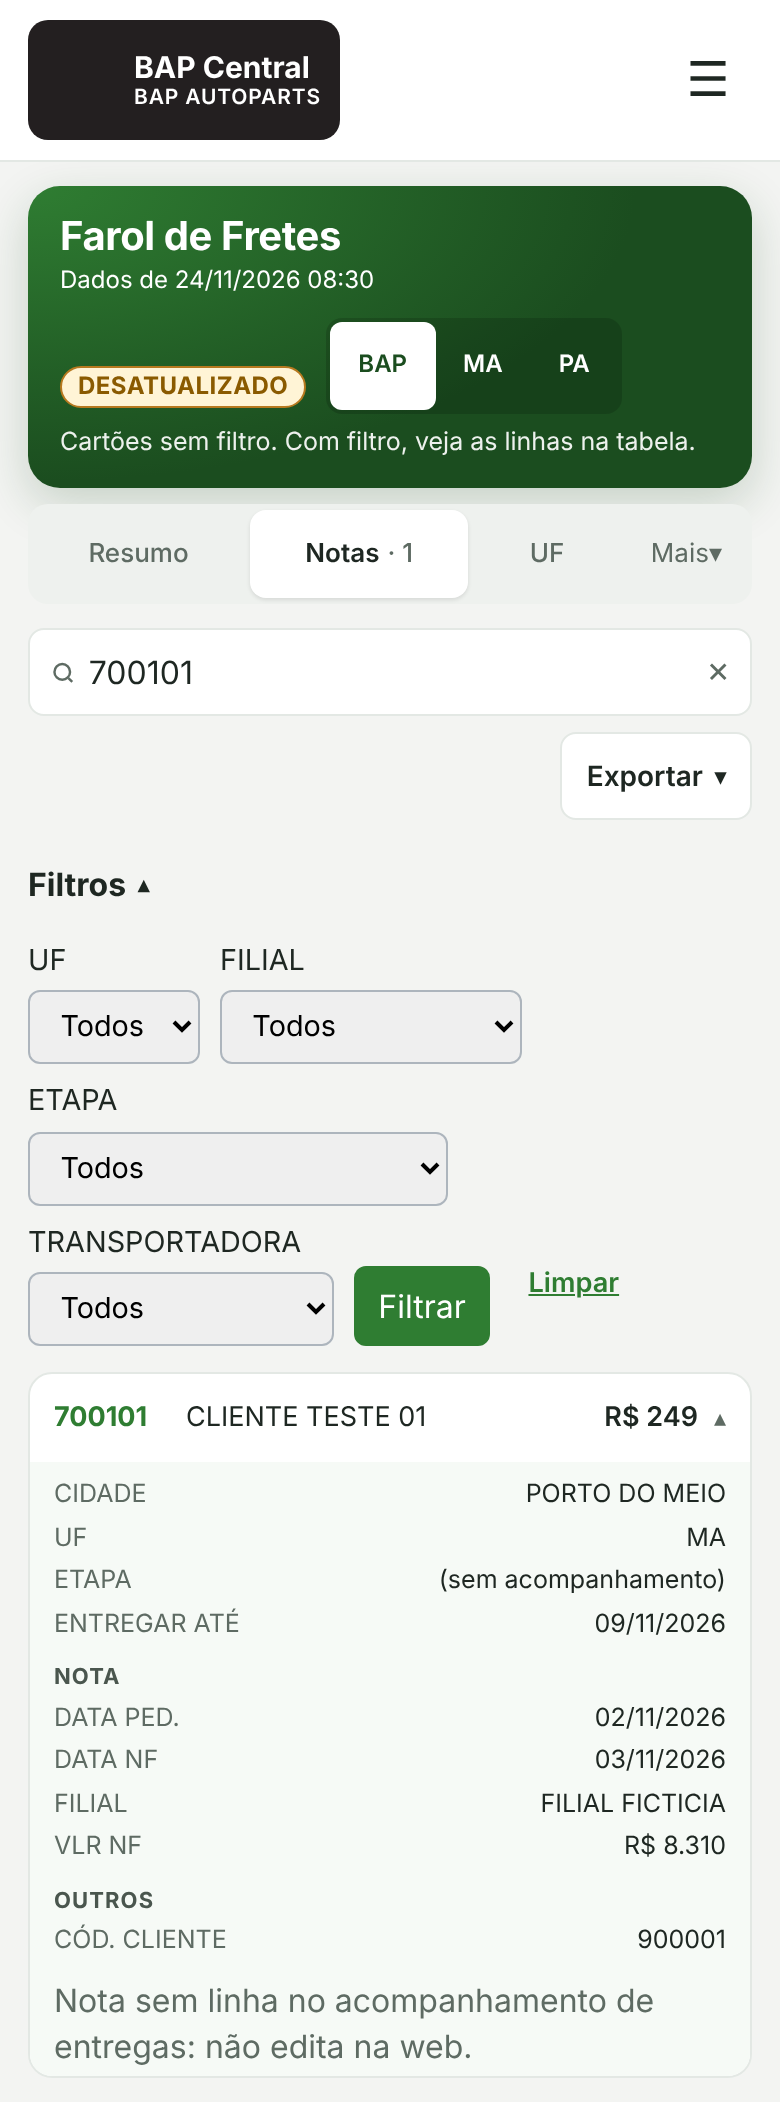 BAP Central
BAP AUTOPARTS
☰
Farol de Fretes
Dados de 24/11/2026 08:30
DESATUALIZADO BAP MA PA
Cartões sem filtro. Com filtro, veja as linhas na tabela.
Resumo Notas · 1 UF Mais▾
700101 ✕
Exportar ▾
Filtros ▴
UF FILIAL
Todos Todos
ETAPA
Todos
TRANSPORTADORA
Todos Filtrar Limpar
700101 CLIENTE TESTE 01 R$ 249 ▴
CIDADE PORTO DO MEIO
UF MA
ETAPA (sem acompanhamento)
ENTREGAR ATÉ 09/11/2026
NOTA
DATA PED. 02/11/2026
DATA NF 03/11/2026
FILIAL FILIAL FICTICIA
VLR NF R$ 8.310
OUTROS
CÓD. CLIENTE 900001
Nota sem linha no acompanhamento de
entregas: não edita na web.